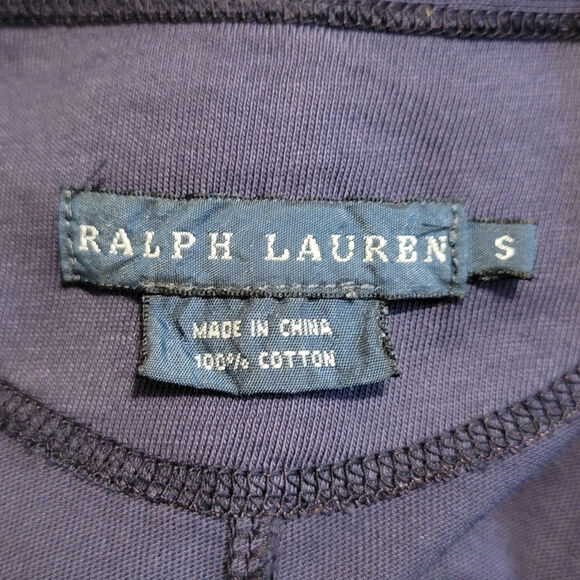 RALPH LAUREN S
MADE IN CHINA
100% COTTON